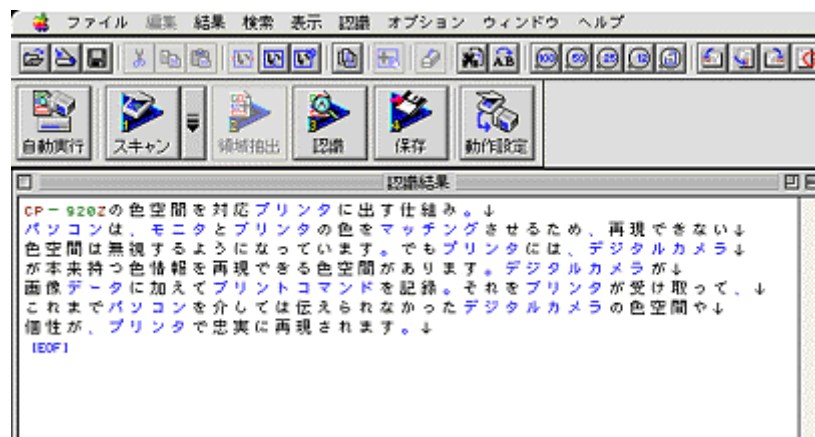 ファイル 編集 結果 検索 表示 認識 オプション ウィンドウ ヘルプ
100 50 25 12
自動実行 スキャン 領域抽出 認識 保存 動作設定
認識結果
CP-920Zの色空間を対応プリンタに出す仕組み。↓
パソコンは、モニタとプリンタの色をマッチングさせるため、再現できない↓
色空間は無視するようになっています。でもプリンタには、デジタルカメラ↓
が本来持つ色情報を再現できる色空間があります。デジタルカメラが↓
画像データに加えてプリントコマンドを記録。それをプリンタが受け取って、↓
これまでパソコンを介しては伝えられなかったデジタルカメラの色空間や↓
個性が、プリンタで忠実に再現されます。↓
[EOF]